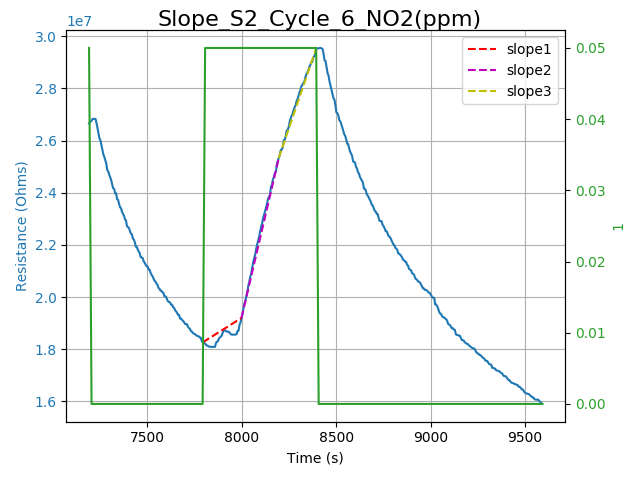 Slope_S2_Cycle_6_NO2(ppm)
1e7
3.0
2.8
2.6
2.4
2.2
2.0
1.8
1.6
Resistance (Ohms)
slope1
slope2
slope3
0.05
0.04
0.03
0.02
0.01
0.00
1
7500 8000 8500 9000 9500
Time (s)